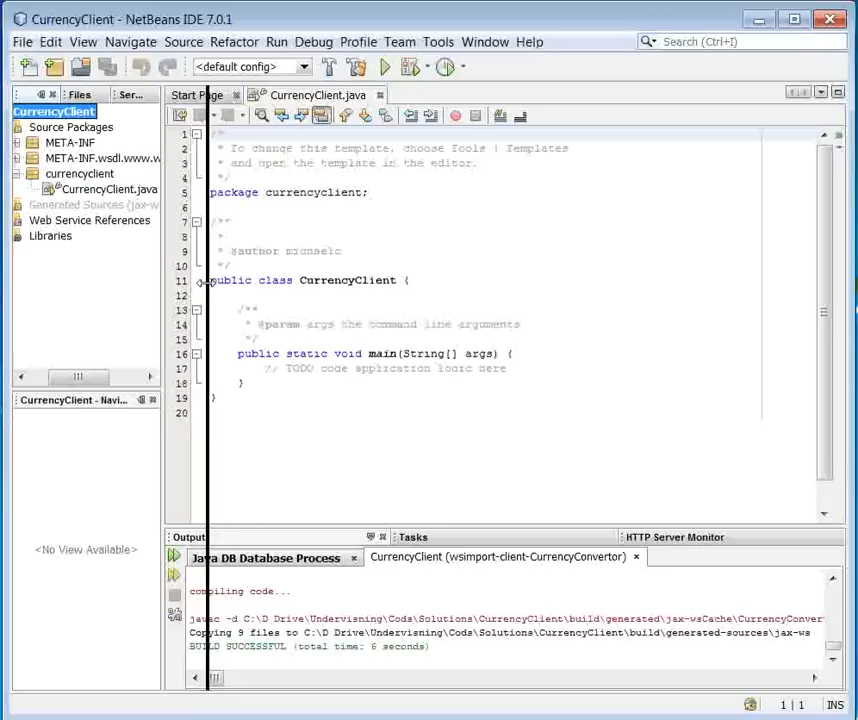 CurrencyClient - NetBeans IDE 7.0.1
File Edit View Navigate Source Refactor Run Debug Profile Team Tools Window Help
Search (Ctrl+I)
<default config>
Files Ser...
Start Page CurrencyClient.java
CurrencyClient
Source Packages
META-INF
META-INF.wsdl.www.w
currencyclient
CurrencyClient.java
Generated Sources (jax-w
Web Service References
Libraries
1 /*
2 * To change this template, choose Tools | Templates
3 * and open the template in the editor.
4 */
5 package currencyclient;
6
7 /**
8 *
9 * @author michaelc
10 */
11 public class CurrencyClient {
12
13 /**
14 * @param args the command line arguments
15 */
16 public static void main(String[] args) {
17 // TODO code application logic here
18 }
19 }
20
CurrencyClient - Navi...
<No View Available>
Output Tasks HTTP Server Monitor
Java DB Database Process CurrencyClient (wsimport-client-CurrencyConvertor)
compiling code...
javac -d C:\D Drive\Undervisning\Cods\Solutions\CurrencyClient\build\generated\jax-wsCache\CurrencyConver
Copying 9 files to C:\D Drive\Undervisning\Cods\Solutions\CurrencyClient\build\generated-sources\jax-ws
BUILD SUCCESSFUL (total time: 6 seconds)
1 | 1 INS